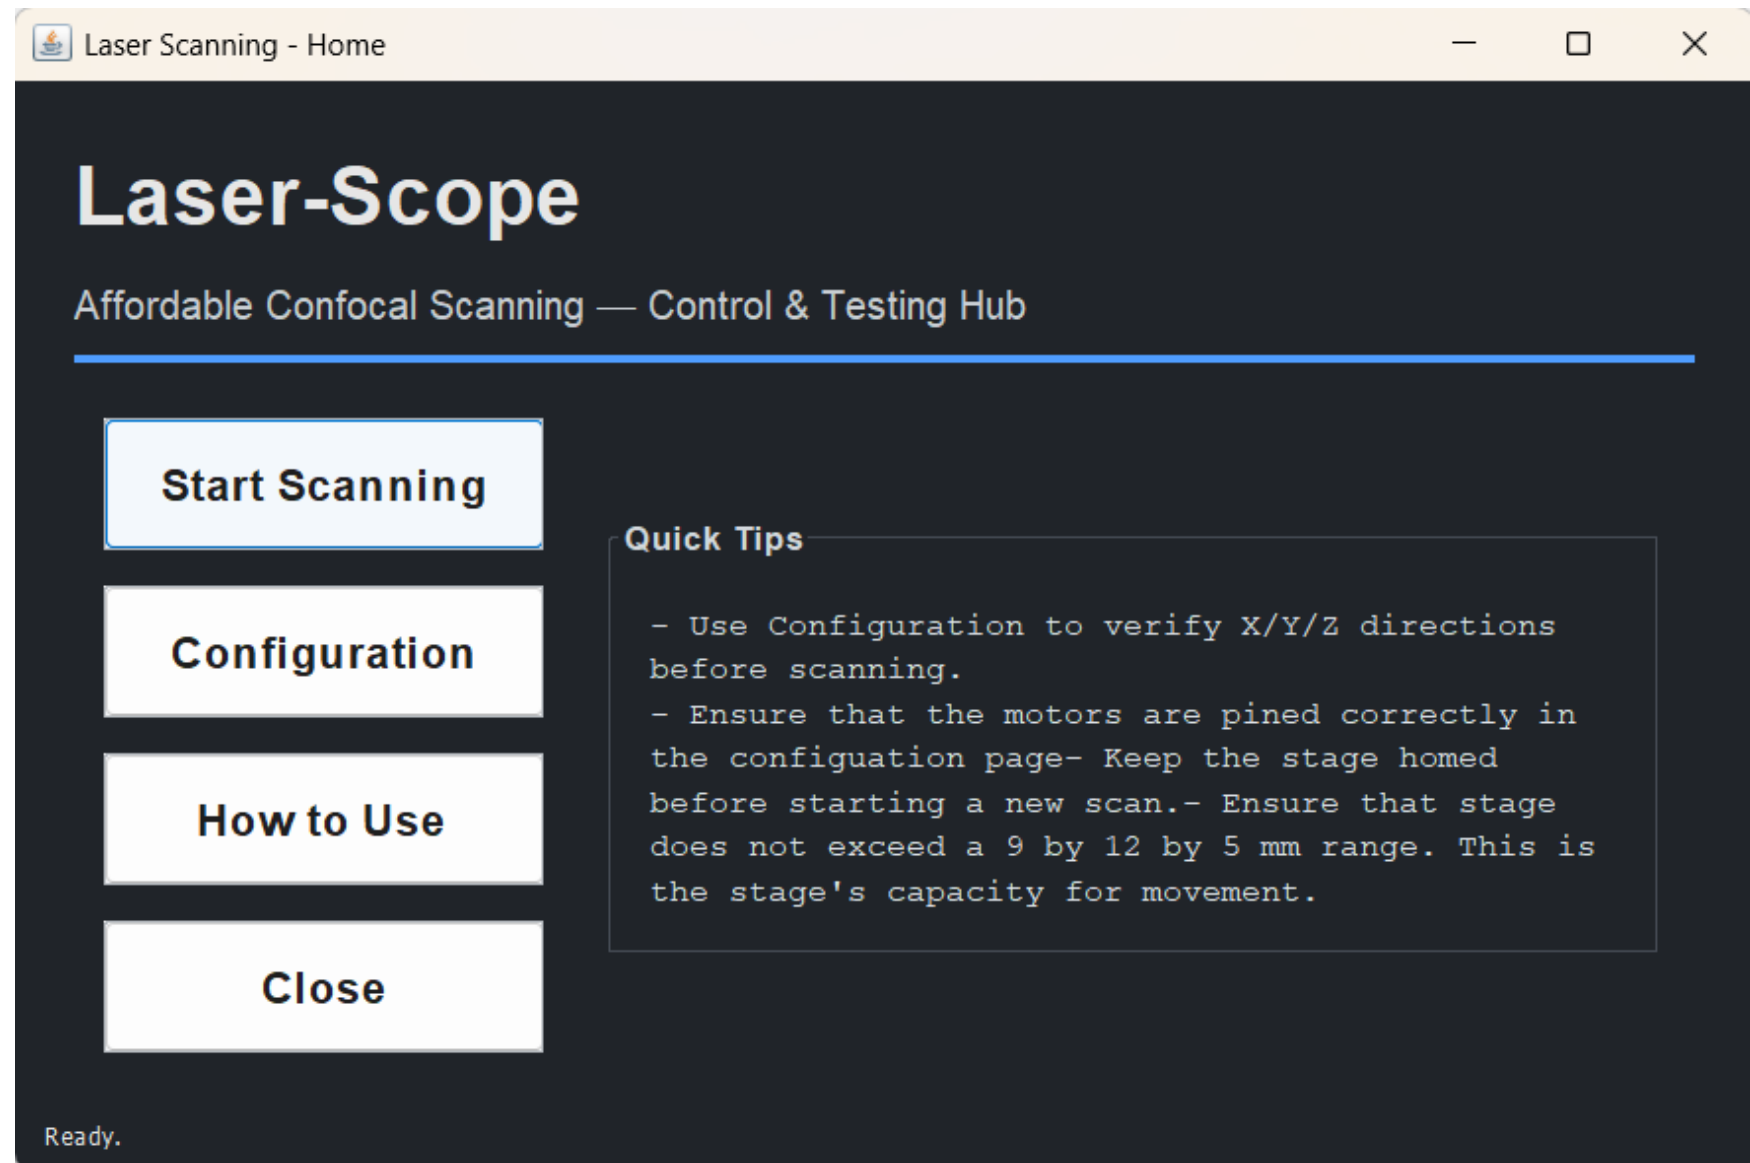 Laser Scanning - Home
Laser-Scope
Affordable Confocal Scanning — Control & Testing Hub
Start Scanning
Configuration
How to Use
Close
Quick Tips
- Use Configuration to verify X/Y/Z directions
before scanning.
- Ensure that the motors are pined correctly in
the configuation page- Keep the stage homed
before starting a new scan.- Ensure that stage
does not exceed a 9 by 12 by 5 mm range. This is
the stage's capacity for movement.
Ready.